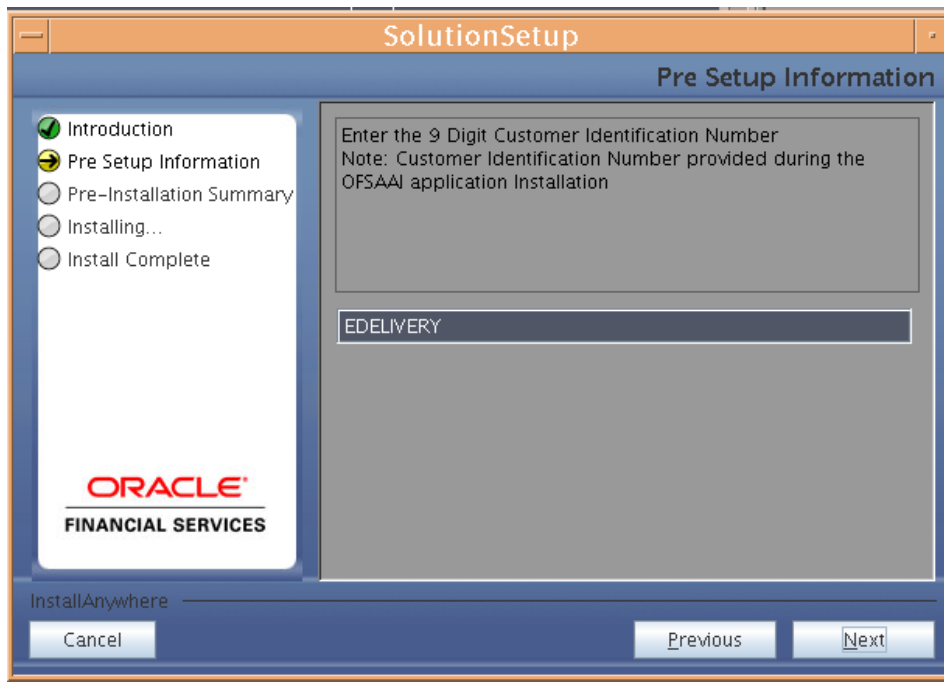 SolutionSetup
Pre Setup Information
Introduction
Pre Setup Information
Pre-Installation Summary
Installing...
Install Complete
Enter the 9 Digit Customer Identification Number
Note: Customer Identification Number provided during the
OFSAAI application Installation
EDELIVERY
ORACLE
FINANCIAL SERVICES
InstallAnywhere
Cancel
Previous
Next